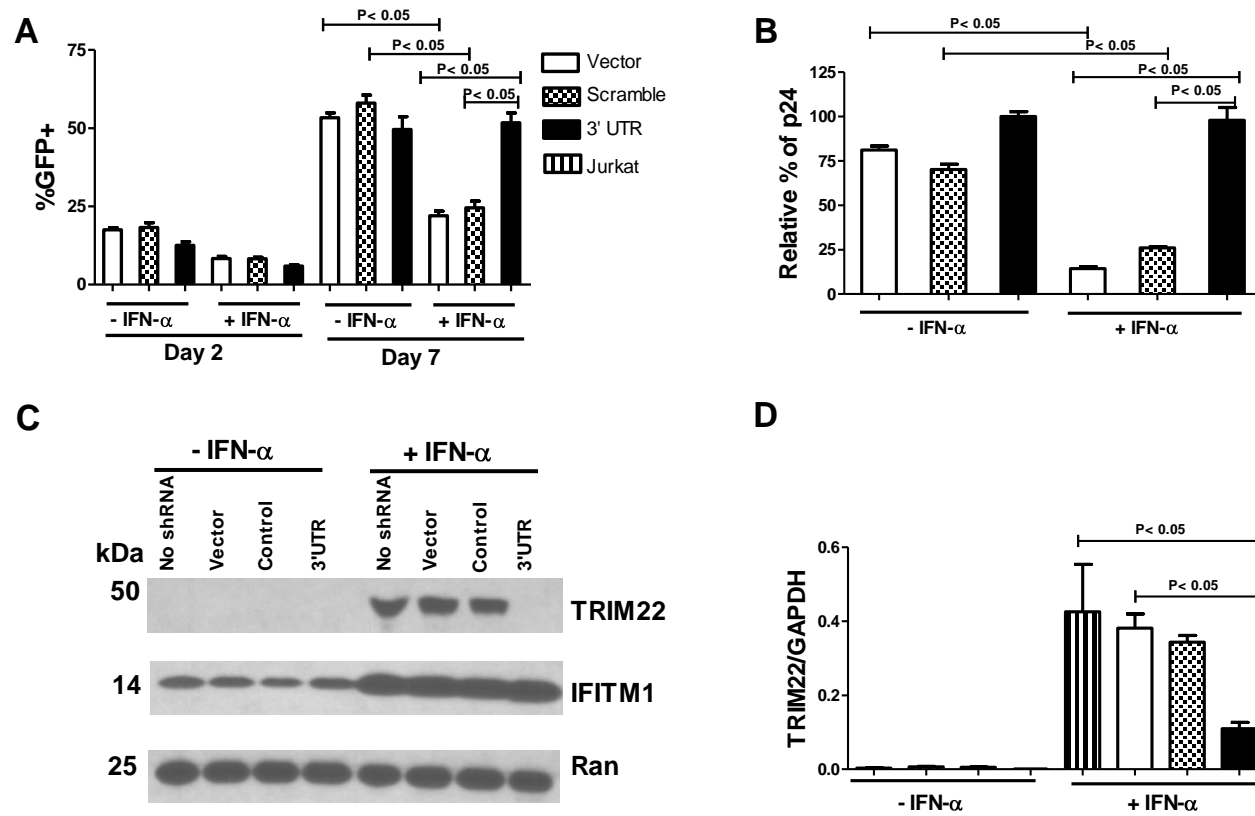 A
P< 0.05
P< 0.05
P< 0.05
P< 0.05
75
50
25
0
%GFP+
Vector
Scramble
3' UTR
Jurkat
- IFN-α
+ IFN-α
- IFN-α
+ IFN-α
Day 2
Day 7
B
P< 0.05
P< 0.05
P< 0.05
P< 0.05
125
100
75
50
25
0
Relative % of p24
- IFN-α
+ IFN-α
C
- IFN-α
+ IFN-α
No shRNA
Vector
Control
3'UTR
No shRNA
Vector
Control
3'UTR
kDa
50
TRIM22
14
IFITM1
25
Ran
D
P< 0.05
P< 0.05
0.6
0.4
0.2
0.0
TRIM22/GAPDH
- IFN-α
+ IFN-α